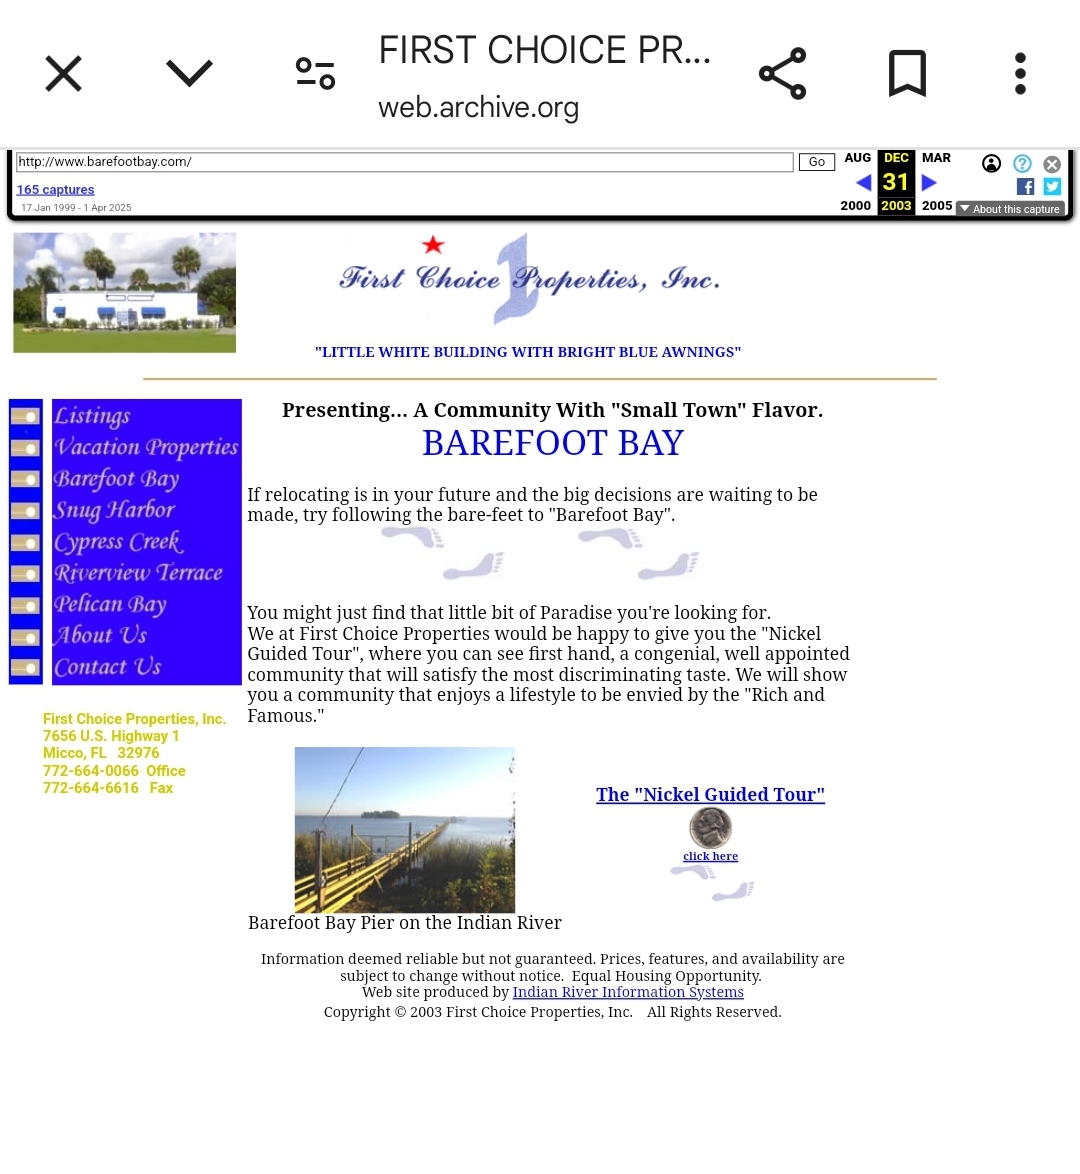 FIRST CHOICE PR...
web.archive.org
http://www.barefootbay.com/
Go
AUG DEC MAR
165 captures
31
17 Jan 1999 - 1 Apr 2025
2000 2003 2005
About this capture
First Choice Properties, Inc.
"LITTLE WHITE BUILDING WITH BRIGHT BLUE AWNINGS"
Listings
Vacation Properties
Barefoot Bay
Snug Harbor
Cypress Creek
Riverview Terrace
Pelican Bay
About Us
Contact Us
First Choice Properties, Inc.
7656 U.S. Highway 1
Micco, FL 32976
772-664-0066 Office
772-664-6616 Fax
Presenting... A Community With "Small Town" Flavor.
BAREFOOT BAY
If relocating is in your future and the big decisions are waiting to be
made, try following the bare-feet to "Barefoot Bay".
You might just find that little bit of Paradise you're looking for.
We at First Choice Properties would be happy to give you the "Nickel
Guided Tour", where you can see first hand, a congenial, well appointed
community that will satisfy the most discriminating taste. We will show
you a community that enjoys a lifestyle to be envied by the "Rich and
Famous."
The "Nickel Guided Tour"
click here
Barefoot Bay Pier on the Indian River
Information deemed reliable but not guaranteed. Prices, features, and availability are
subject to change without notice. Equal Housing Opportunity.
Web site produced by Indian River Information Systems
Copyright © 2003 First Choice Properties, Inc. All Rights Reserved.